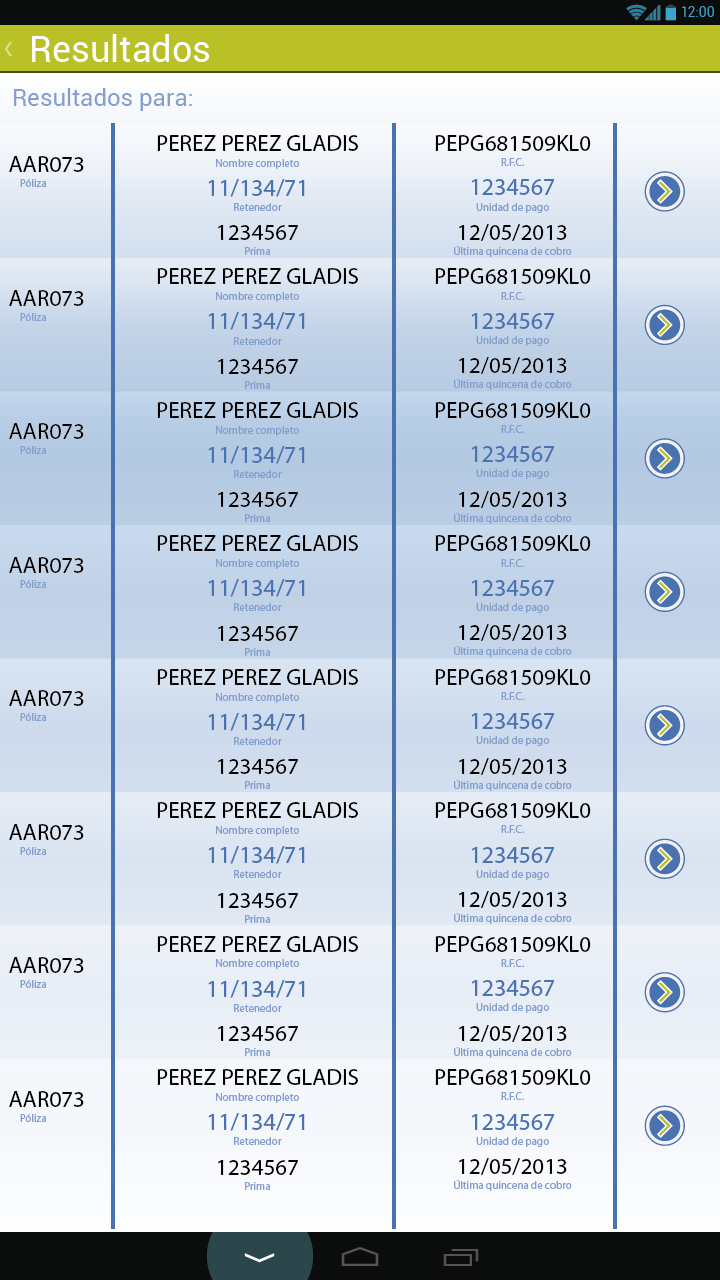 12:00
Resultados
Resultados para:
AAR073
Póliza
PEREZ PEREZ GLADIS
Nombre completo
11/134/71
Retenedor
1234567
Prima
PEPG681509KL0
R.F.C.
1234567
Unidad de pago
12/05/2013
Última quincena de cobro
AAR073
Póliza
PEREZ PEREZ GLADIS
Nombre completo
11/134/71
Retenedor
1234567
Prima
PEPG681509KL0
R.F.C.
1234567
Unidad de pago
12/05/2013
Última quincena de cobro
AAR073
Póliza
PEREZ PEREZ GLADIS
Nombre completo
11/134/71
Retenedor
1234567
Prima
PEPG681509KL0
R.F.C.
1234567
Unidad de pago
12/05/2013
Última quincena de cobro
AAR073
Póliza
PEREZ PEREZ GLADIS
Nombre completo
11/134/71
Retenedor
1234567
Prima
PEPG681509KL0
R.F.C.
1234567
Unidad de pago
12/05/2013
Última quincena de cobro
AAR073
Póliza
PEREZ PEREZ GLADIS
Nombre completo
11/134/71
Retenedor
1234567
Prima
PEPG681509KL0
R.F.C.
1234567
Unidad de pago
12/05/2013
Última quincena de cobro
AAR073
Póliza
PEREZ PEREZ GLADIS
Nombre completo
11/134/71
Retenedor
1234567
Prima
PEPG681509KL0
R.F.C.
1234567
Unidad de pago
12/05/2013
Última quincena de cobro
AAR073
Póliza
PEREZ PEREZ GLADIS
Nombre completo
11/134/71
Retenedor
1234567
Prima
PEPG681509KL0
R.F.C.
1234567
Unidad de pago
12/05/2013
Última quincena de cobro
AAR073
Póliza
PEREZ PEREZ GLADIS
Nombre completo
11/134/71
Retenedor
1234567
Prima
PEPG681509KL0
R.F.C.
1234567
Unidad de pago
12/05/2013
Última quincena de cobro